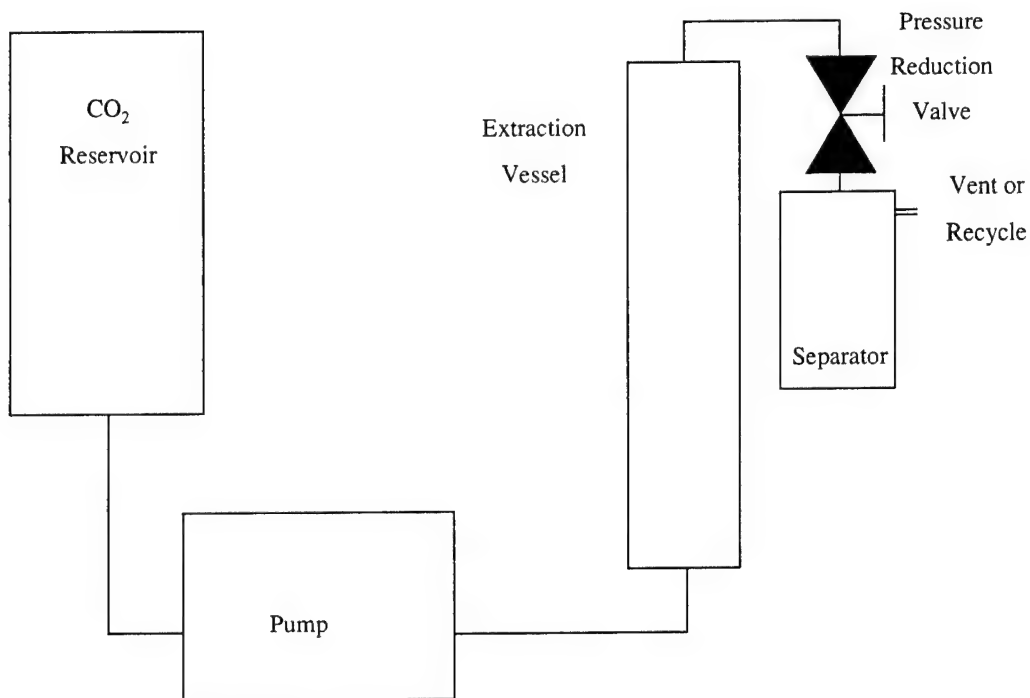 CO₂
Reservoir
Extraction
Vessel
Pressure
Reduction
Valve
Vent or
Recycle
Separator
Pump